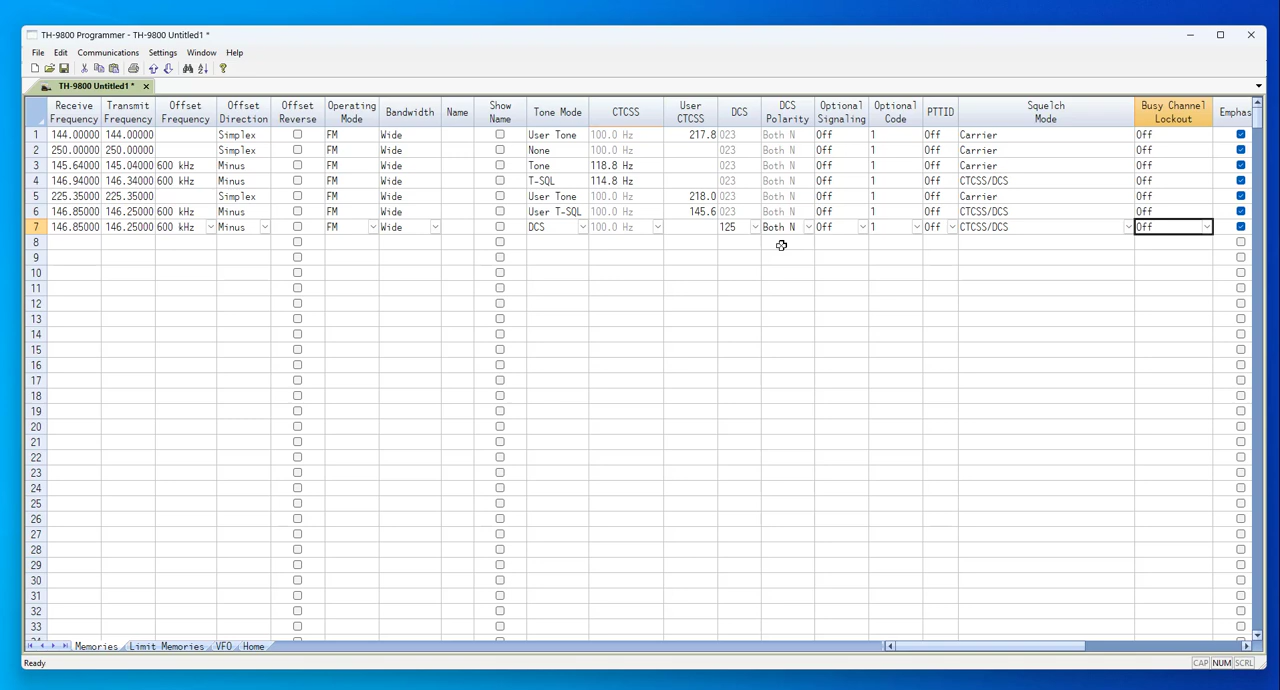 TH-9800 Programmer - TH-9800 Untitled1 *
File Edit Communications Settings Window Help
TH-9800 Untitled1 *
Receive Frequency Transmit Frequency Offset Frequency Offset Direction Offset Reverse Operating Mode Bandwidth Name Show Name Tone Mode CTCSS User CTCSS DCS DCS Polarity Optional Signaling Optional Code PTTID Squelch Mode Busy Channel Lockout Emphas
1 144.00000 144.00000 Simplex FM Wide User Tone 100.0 Hz 217.8 023 Both N Off 1 Off Carrier Off
2 250.00000 250.00000 Simplex FM Wide None 100.0 Hz 023 Both N Off 1 Off Carrier Off
3 145.64000 145.04000 600 kHz Minus FM Wide Tone 118.8 Hz 023 Both N Off 1 Off Carrier Off
4 146.94000 146.34000 600 kHz Minus FM Wide T-SQL 114.8 Hz 023 Both N Off 1 Off CTCSS/DCS Off
5 225.35000 225.35000 Simplex FM Wide User Tone 100.0 Hz 218.0 023 Both N Off 1 Off Carrier Off
6 146.85000 146.25000 600 kHz Minus FM Wide User T-SQL 100.0 Hz 145.6 023 Both N Off 1 Off CTCSS/DCS Off
7 146.85000 146.25000 600 kHz Minus FM Wide DCS 100.0 Hz 125 Both N Off 1 Off CTCSS/DCS Off
8
9
10
11
12
13
14
15
16
17
18
19
20
21
22
23
24
25
26
27
28
29
30
31
32
33
Memories Limit Memories VFO Home
Ready CAP NUM SCRL